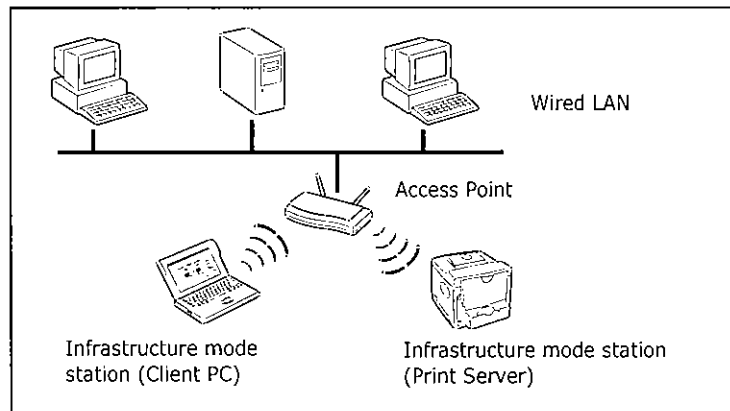 Wired LAN
Access Point
Infrastructure mode
station (Client PC)
Infrastructure mode station
(Print Server)